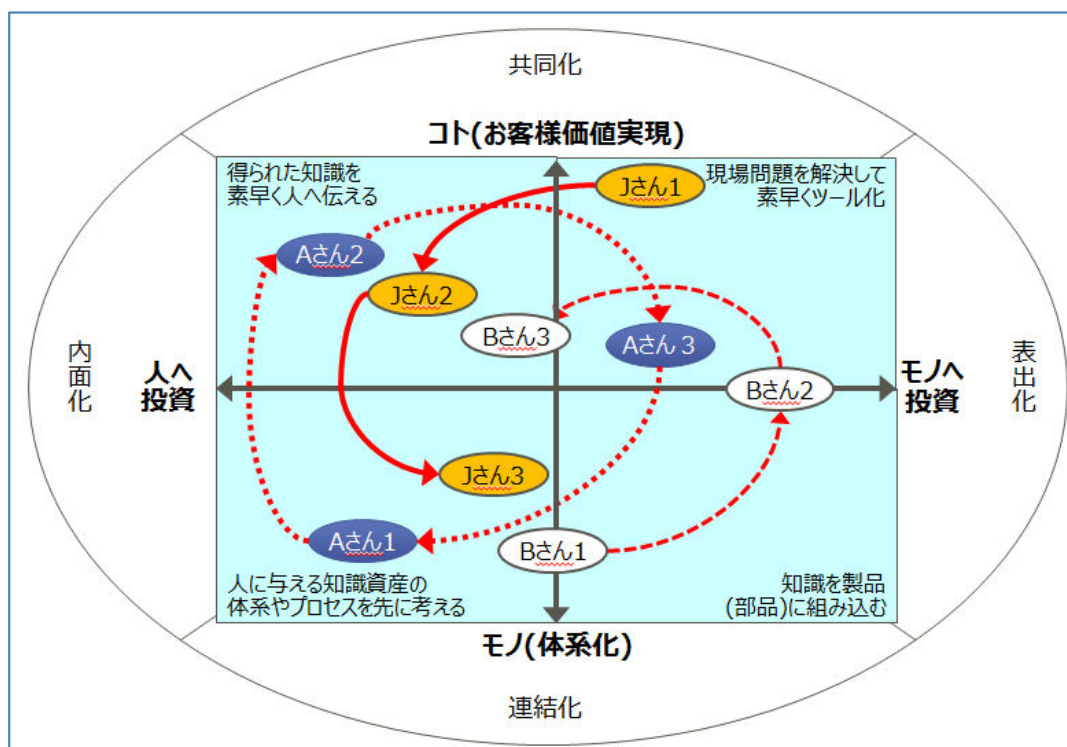 共同化
コト(お客様価値実現)
得られた知識を
素早く人へ伝える
現場問題を解決して
素早くツール化
Jさん1
Aさん2
Jさん2
Bさん3
Aさん3
内面化
人へ
投資
モノへ
投資
表出化
Bさん2
Jさん3
Aさん1
Bさん1
人に与える知識資産の
体系やプロセスを先に考える
知識を製品
(部品)に組み込む
モノ(体系化)
連結化